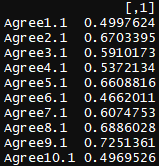 [,1]
Agree1.1 0.4997624
Agree2.1 0.6703395
Agree3.1 0.5910173
Agree4.1 0.5372134
Agree5.1 0.6608816
Agree6.1 0.4662011
Agree7.1 0.6074753
Agree8.1 0.6886028
Agree9.1 0.7251361
Agree10.1 0.4969526